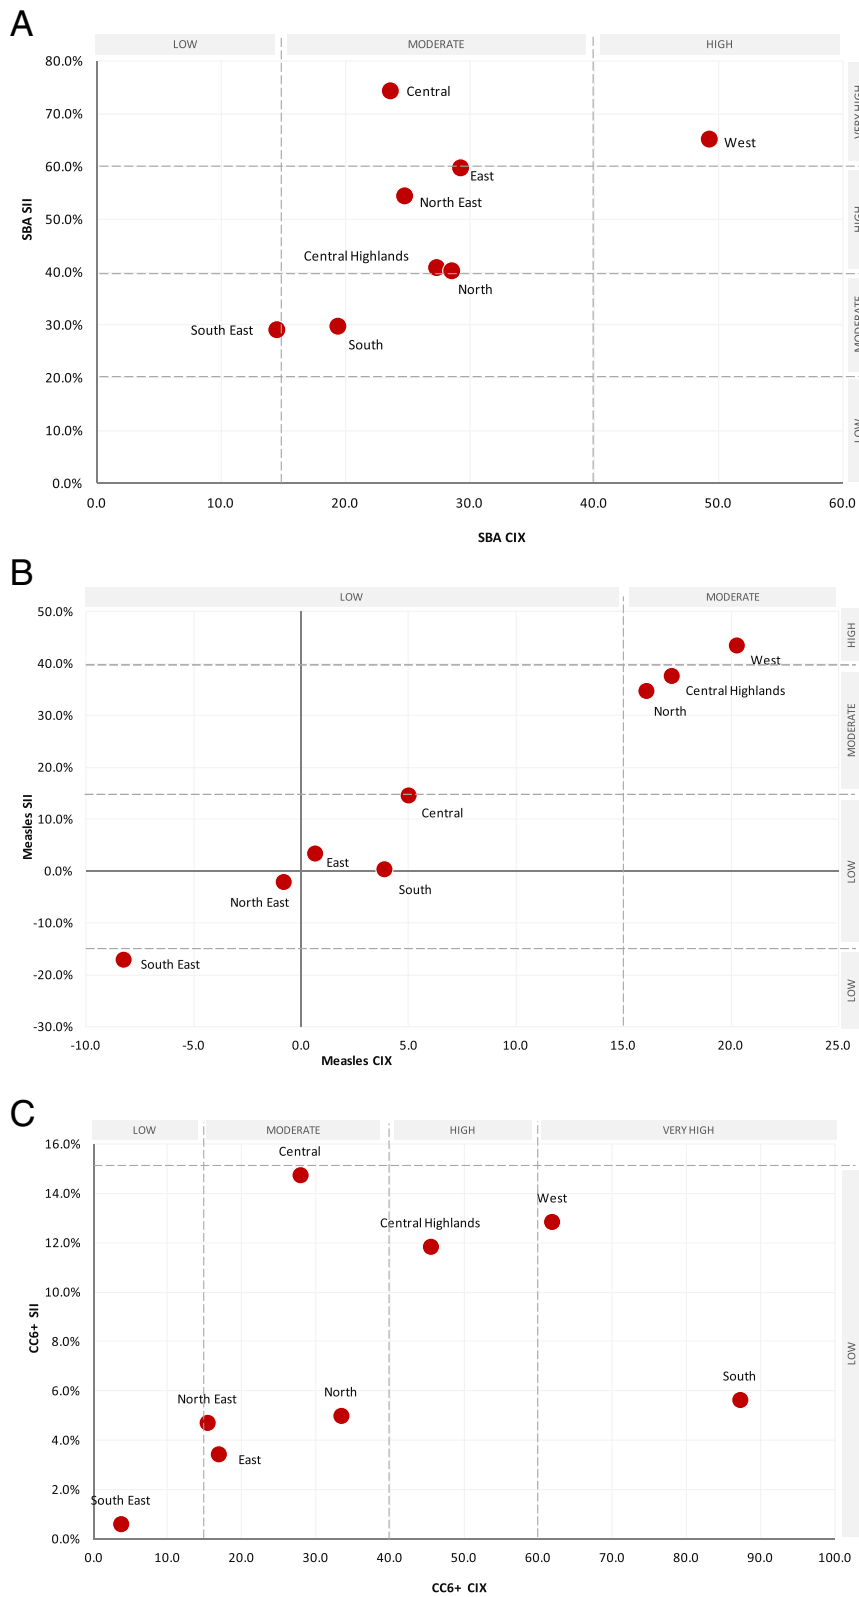 A
LOW MODERATE HIGH
80.0%
Central
70.0%
VERY HIGH
West
60.0%
East
North East
SBA SII
50.0%
HIGH
Central Highlands
40.0%
North
30.0%
South East
South
MODERATE
20.0%
10.0%
LOW
0.0%
0.0 10.0 20.0 30.0 40.0 50.0 60.0
SBA CIX
B
LOW MODERATE
50.0%
HIGH
West
40.0%
Central Highlands
North
30.0%
MODERATE
20.0%
Central
10.0%
Measles SII
East
0.0%
LOW
South
North East
-10.0%
South East
-20.0%
LOW
-30.0%
-10.0 -5.0 0.0 5.0 10.0 15.0 20.0 25.0
Measles CIX
C
LOW MODERATE HIGH VERY HIGH
16.0%
Central
14.0%
West
Central Highlands
12.0%
10.0%
CC6+ SII
8.0%
LOW
South
6.0%
North
North East
4.0%
East
2.0%
South East
0.0%
0.0 10.0 20.0 30.0 40.0 50.0 60.0 70.0 80.0 90.0 100.0
CC6+ CIX